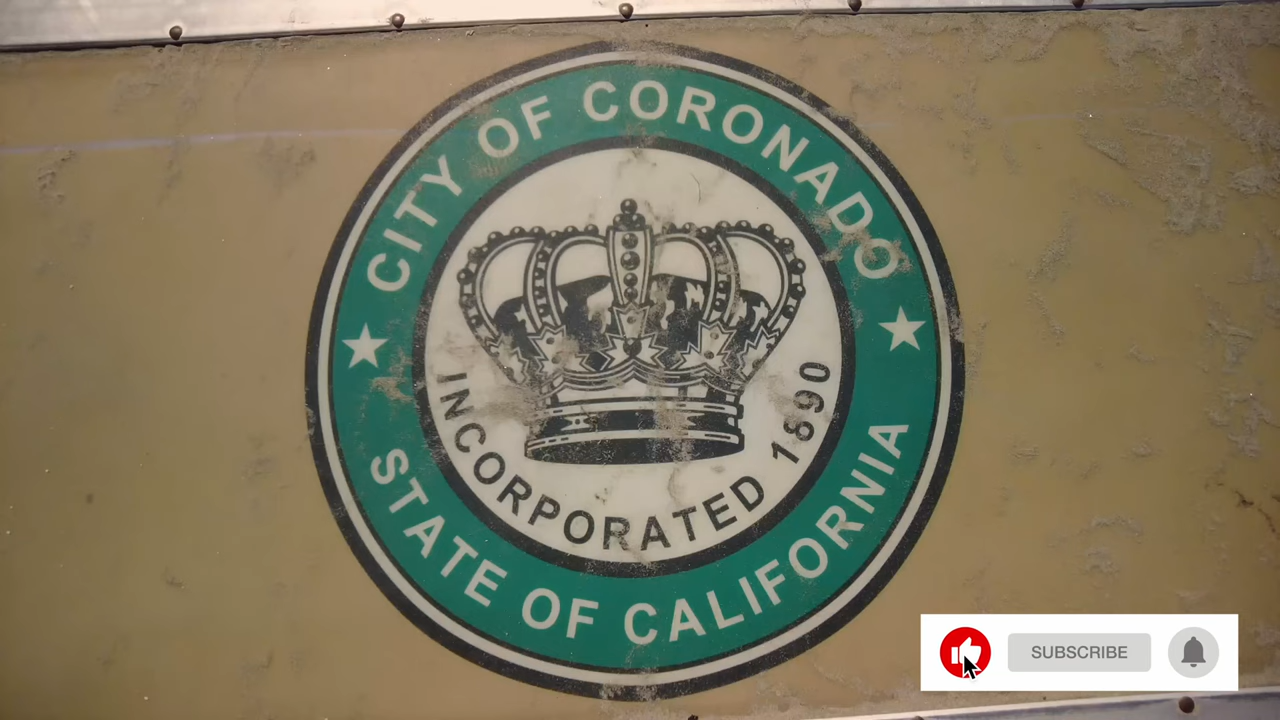 CITY OF CORONADO
STATE OF CALIFORNIA
INCORPORATED 1890
SUBSCRIBE